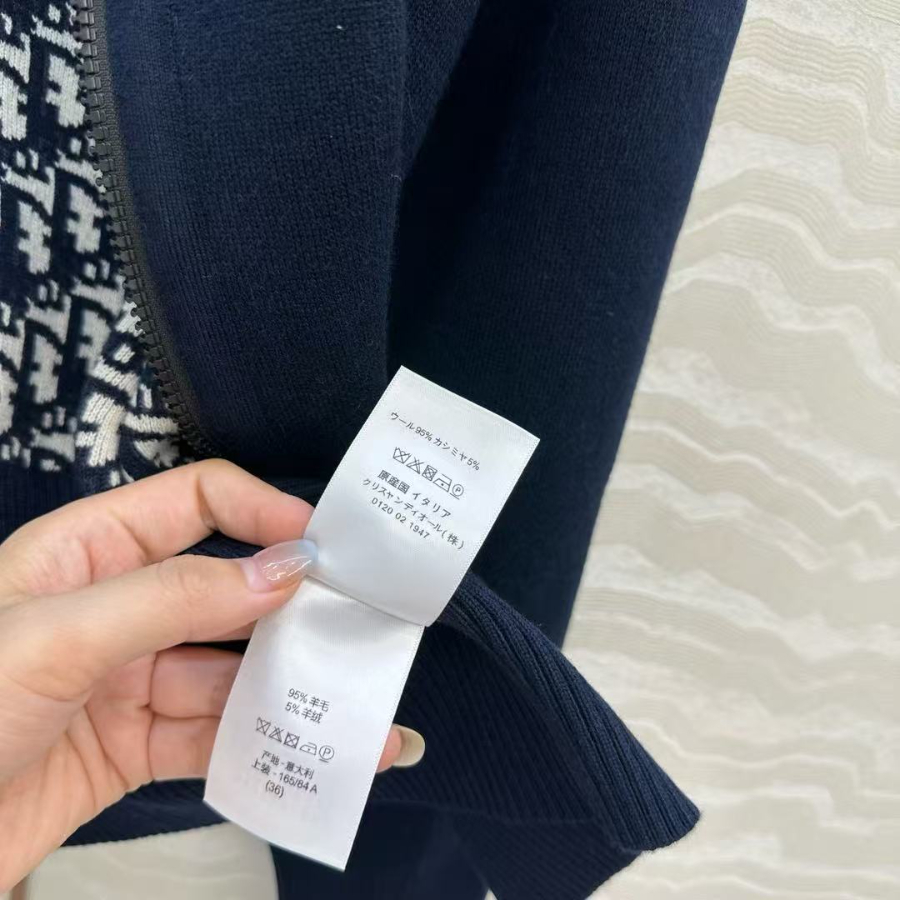 ウール95% カシミヤ5%
P
原産国 イタリア
クリスチャンディオール(株)
0120 02 1947
95% 羊毛
5% 羊绒
P
产地 - 意大利
上装 - 165/84 A
(36)